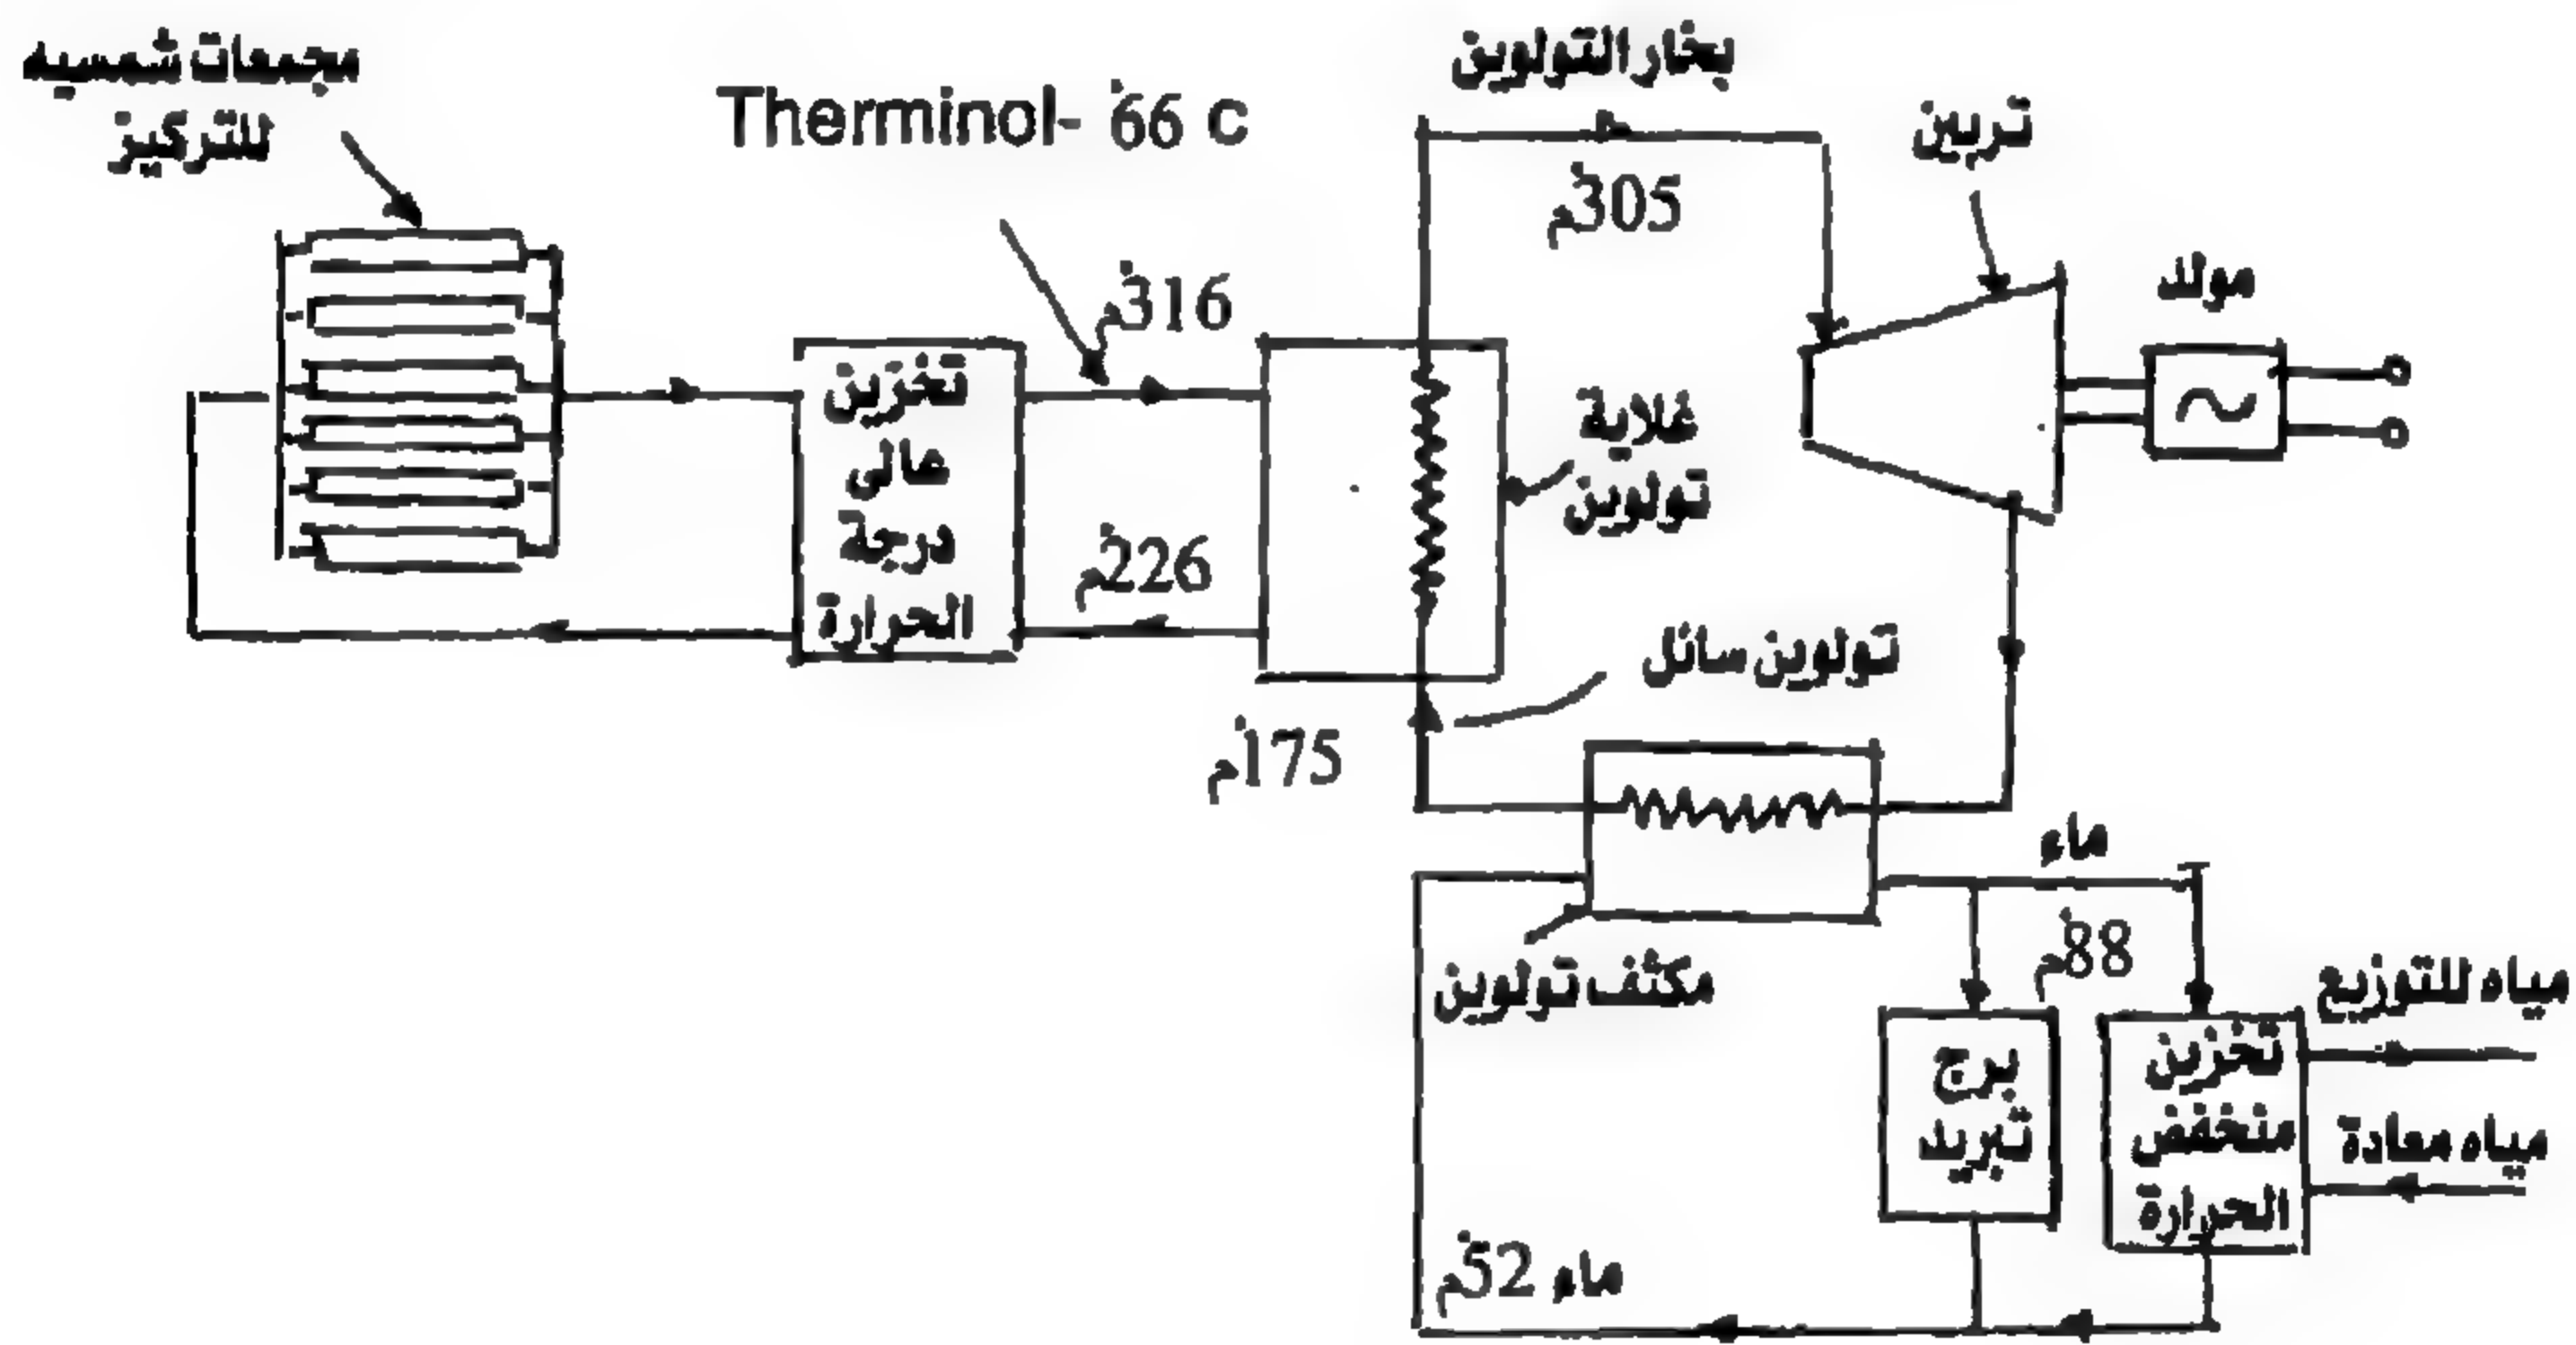 مجمعات شمسيه
للتركيز
Therminol- 66 c
بخار التولوين
305م
تربين
مولد
316م
تخزين
عالى
درجة
الحرارة
226م
غلاية
تولوين
تولوين سائل
175م
ماء
88م
مكثف تولوين
برج
تبريد
تخزين
منخفض
الحرارة
مياه للتوزيع
مياه معادة
ماء 52م